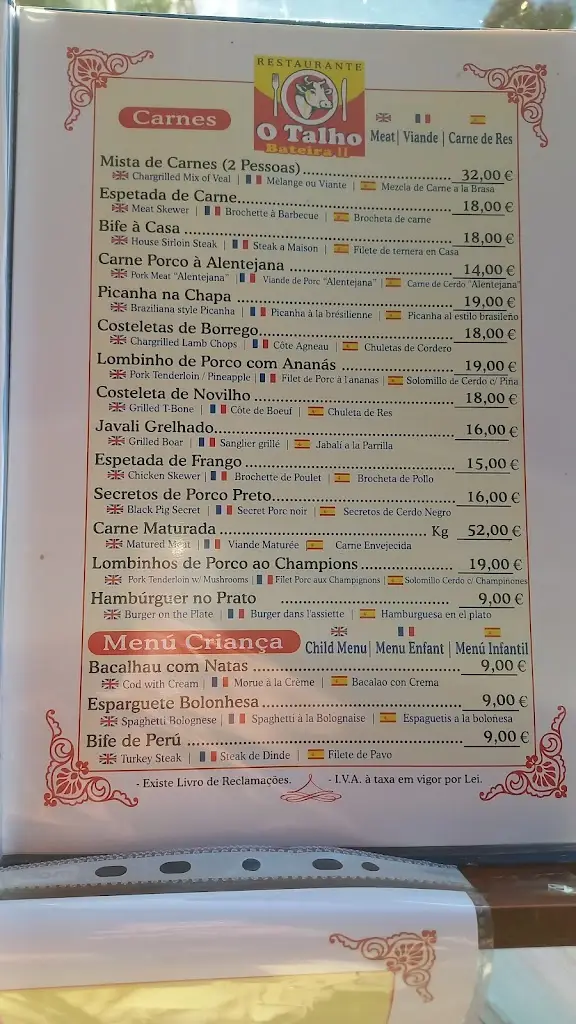 RESTAURANTE
O Talho
Bateira II
Carnes
Meat| Viande | Carne de Res
Mista de Carnes (2 Pessoas) 32,00 €
Chargrilled Mix of Veal | Mélange ou Viante | Mezcla de Carne a la Brasa
Espetada de Carne 18,00 €
Meat Skewer | Brochette à Barbecue | Brocheta de carne
Bife à Casa 18,00 €
House Sirloin Steak | Steak a Maison | Filete de ternera en Casa
Carne Porco à Alentejana 14,00 €
Pork Meat "Alentejana" | Viande de Porc "Alentejana" | Carne de Cerdo "Alentejana"
Picanha na Chapa 19,00 €
Braziliana style Picanha | Picanha à la brésilienne | Picanha al estilo brasileño
Costeletas de Borrego 18,00 €
Chargrilled Lamb Chops | Côte Agneau | Chuletas de Cordero
Lombinho de Porco com Ananás 19,00 €
Pork Tenderloin / Pineapple | Filet de Porc à l'ananas | Solomillo de Cerdo c/ Piña
Costeleta de Novilho 18,00 €
Grilled T-Bone | Côte de Boeuf | Chuleta de Res
Javali Grelhado 16,00 €
Grilled Boar | Sanglier grillé | Jabalí a la Parrilla
Espetada de Frango 15,00 €
Chicken Skewer | Brochette de Poulet | Brocheta de Pollo
Secretos de Porco Preto 16,00 €
Black Pig Secret | Secret Porc noir | Secretos de Cerdo Negro
Carne Maturada Kg 52,00 €
Matured Meat | Viande Maturée Carne Envejecida
Lombinhos de Porco ao Champions 19,00 €
Pork Tenderloin w/ Mushrooms | Filet Porc aux Champignons | Solomillo Cerdo c/ Champiñones
Hambúrguer no Prato 9,00 €
Burger on the Plate | Burger dans l'assiette | Hamburguesa en el plato
Menú Criança
Child Menu| Menu Enfant | Menú Infantil
Bacalhau com Natas 9,00 €
Cod with Cream | Morue à la Crème | Bacalao con Crema
Esparguete Bolonhesa 9,00 €
Spaghetti Bolognese | Spaghetti à la Bolognaise | Espaguetis a la boloñesa
Bife de Perú 9,00 €
Turkey Steak | Steak de Dinde | Filete de Pavo
- Existe Livro de Reclamações. - I.V.A. à taxa em vigor por Lei.